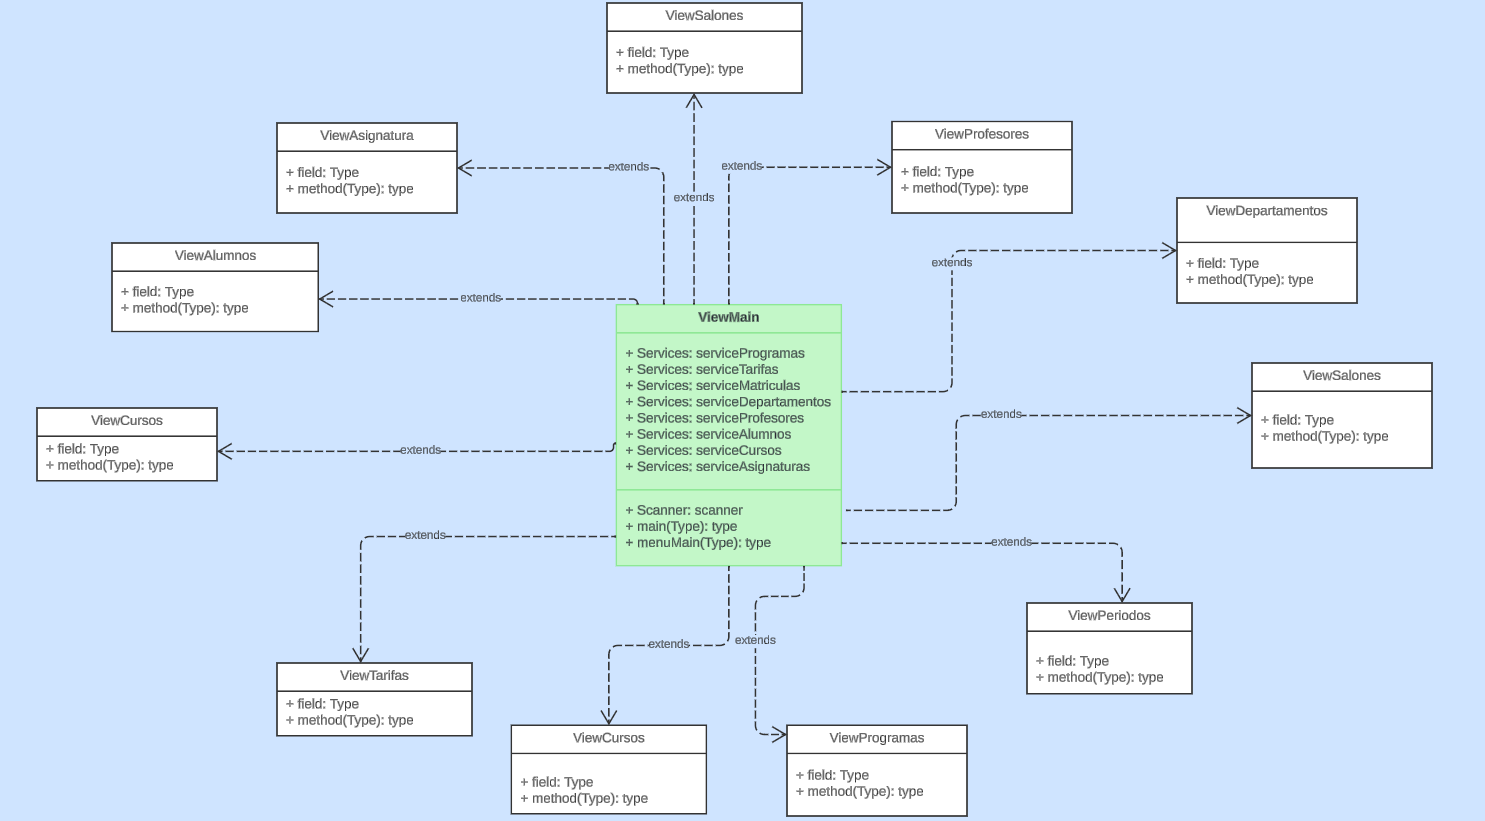 ViewSalones
+ field: Type
+ method(Type): type
ViewAsignatura
+ field: Type
+ method(Type): type
ViewProfesores
+ field: Type
+ method(Type): type
extends
extends
extends
ViewDepartamentos
+ field: Type
+ method(Type): type
extends
ViewAlumnos
+ field: Type
+ method(Type): type
extends
ViewMain
+ Services: serviceProgramas
+ Services: serviceTarifas
+ Services: serviceMatriculas
+ Services: serviceDepartamentos
+ Services: serviceProfesores
+ Services: serviceAlumnos
+ Services: serviceCursos
+ Services: serviceAsignaturas
+ Scanner: scanner
+ main(Type): type
+ menuMain(Type): type
ViewSalones
+ field: Type
+ method(Type): type
extends
ViewCursos
+ field: Type
+ method(Type): type
extends
extends
extends
ViewPeriodos
+ field: Type
+ method(Type): type
extends
extends
ViewTarifas
+ field: Type
+ method(Type): type
ViewCursos
+ field: Type
+ method(Type): type
ViewProgramas
+ field: Type
+ method(Type): type